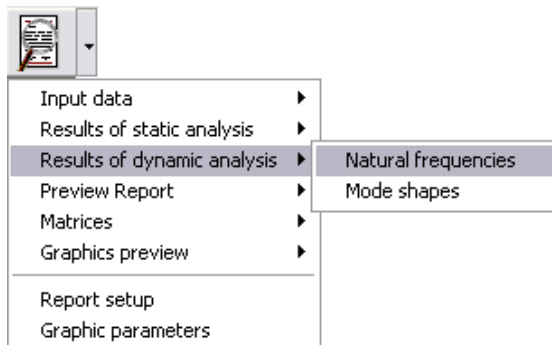 Input data
Results of static analysis
Results of dynamic analysis
Natural frequencies
Preview Report
Mode shapes
Matrices
Graphics preview
Report setup
Graphic parameters